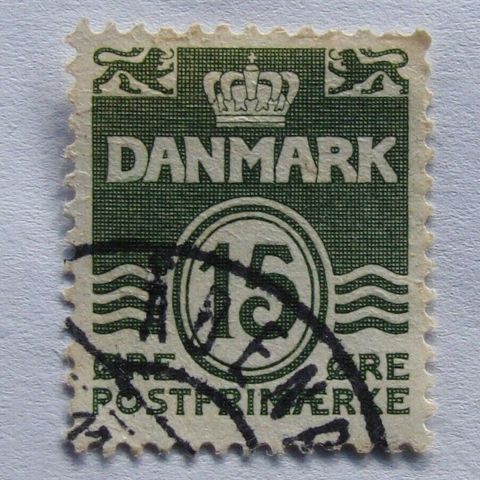 DANMARK
15
ØRE ØRE
POSTFRIMÆRKE